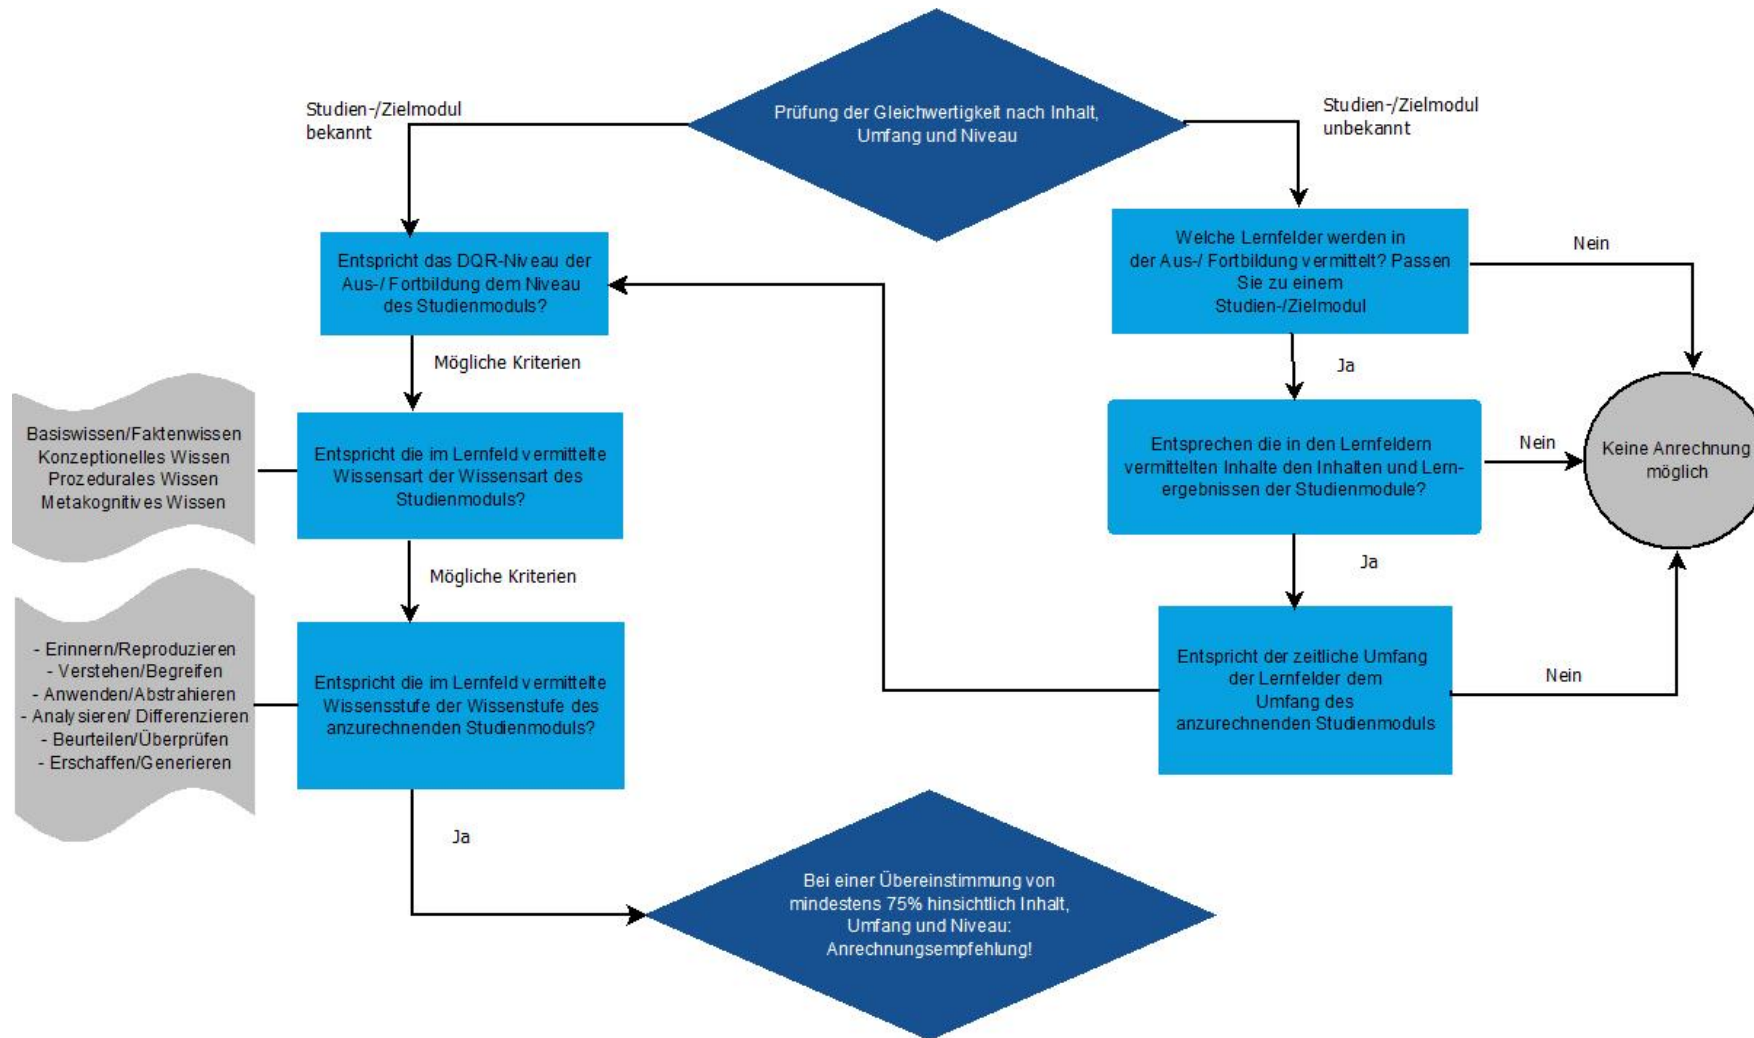 Prüfung der Gleichwertigkeit nach Inhalt,
Umfang und Niveau
Studien-/Zielmodul
bekannt
Studien-/Zielmodul
unbekannt
Entspricht das DQR-Niveau der
Aus-/ Fortbildung dem Niveau
des Studienmoduls?
Welche Lernfelder werden in
der Aus-/ Fortbildung vermittelt? Passen
Sie zu einem
Studien-/Zielmodul
Nein
Mögliche Kriterien
Ja
Basiswissen/Faktenwissen
Konzeptionelles Wissen
Prozedurales Wissen
Metakognitives Wissen
Entspricht die im Lernfeld vermittelte
Wissensart der Wissensart des
Studienmoduls?
Entsprechen die in den Lernfeldern
vermittelten Inhalte den Inhalten und Lern-
ergebnissen der Studienmodule?
Nein
Keine Anrechnung
möglich
Mögliche Kriterien
Ja
- Erinnern/Reproduzieren
- Verstehen/Begreifen
- Anwenden/Abstrahieren
- Analysieren/ Differenzieren
- Beurteilen/Überprüfen
- Erschaffen/Generieren
Entspricht die im Lernfeld vermittelte
Wissensstufe der Wissenstufe des
anzurechnenden Studienmoduls?
Entspricht der zeitliche Umfang
der Lernfelder dem
Umfang des
anzurechnenden Studienmoduls
Nein
Ja
Bei einer Übereinstimmung von
mindestens 75% hinsichtlich Inhalt,
Umfang und Niveau:
Anrechnungsempfehlung!